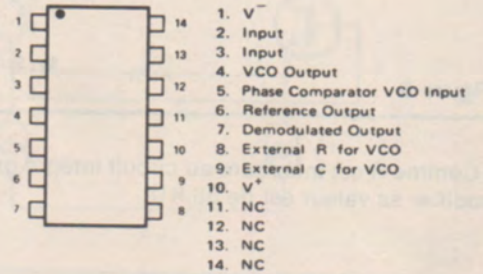 1
2
3
4
5
6
7
14
13
12
11
10
9
8
1. V⁻
2. Input
3. Input
4. VCO Output
5. Phase Comparator VCO Input
6. Reference Output
7. Demodulated Output
8. External R for VCO
9. External C for VCO
10. V⁺
11. NC
12. NC
13. NC
14. NC